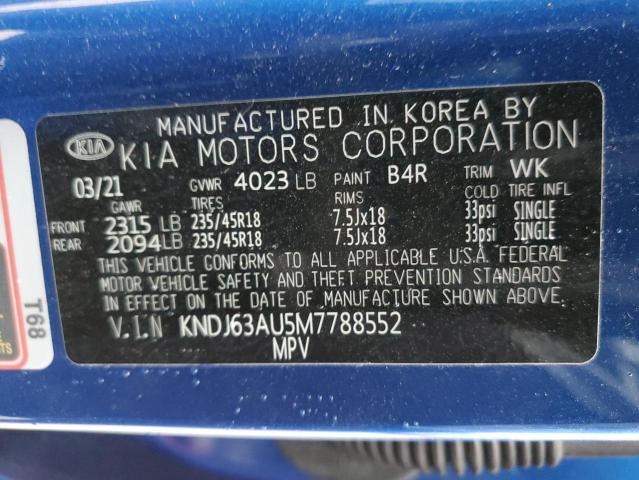 MANUFACTURED IN KOREA BY
KIA KIA MOTORS CORPORATION
03/21 GVWR 4023 LB PAINT B4R TRIM WK
GAWR TIRES RIMS COLD TIRE INFL
FRONT 2315 LB 235/45R18 7.5Jx18 33psi SINGLE
REAR 2094 LB 235/45R18 7.5Jx18 33psi SINGLE
THIS VEHICLE CONFORMS TO ALL APPLICABLE U.S.A. FEDERAL
MOTOR VEHICLE SAFETY AND THEFT PREVENTION STANDARDS
IN EFFECT ON THE DATE OF MANUFACTURE SHOWN ABOVE.
V.I.N KNDJ63AU5M7788552
MPV
T68